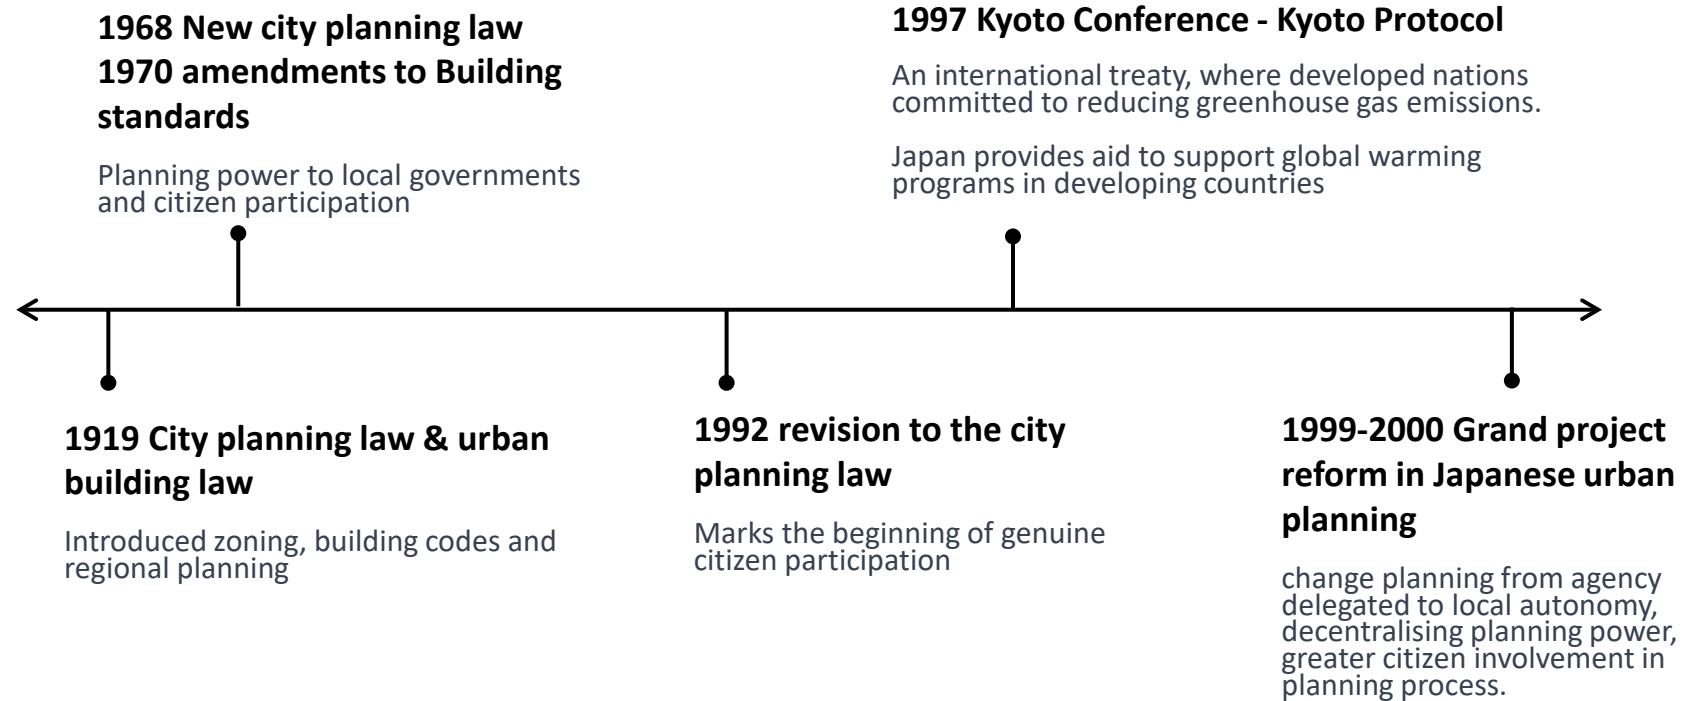 1968 New city planning law
1970 amendments to Building
standards
Planning power to local governments
and citizen participation
1997 Kyoto Conference - Kyoto Protocol
An international treaty, where developed nations
committed to reducing greenhouse gas emissions.
Japan provides aid to support global warming
programs in developing countries
1919 City planning law & urban
building law
Introduced zoning, building codes and
regional planning
1992 revision to the city
planning law
Marks the beginning of genuine
citizen participation
1999-2000 Grand project
reform in Japanese urban
planning
change planning from agency
delegated to local autonomy,
decentralising planning power,
greater citizen involvement in
planning process.